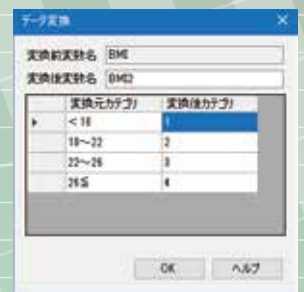 データ変換
変換前変数名 BMI
変換後変数名 BMI2
変換元カテゴリ 変換後カテゴリ
< 18 1
18～22 2
22～26 3
26≦ 4
OK ヘルプ